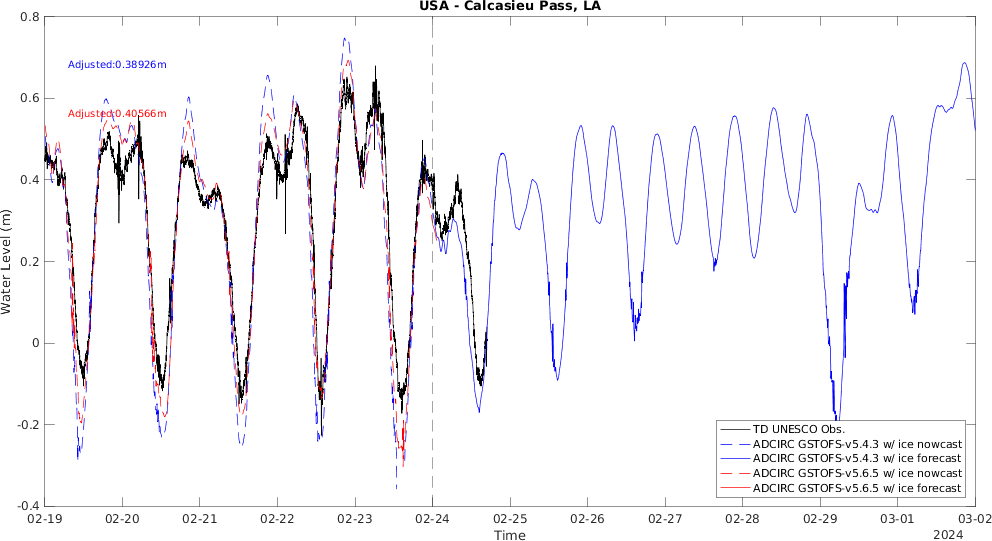 USA - Calcasieu Pass, LA
0.8
0.6
0.4
0.2
0
-0.2
-0.4
Water Level (m)
Adjusted:0.38926m
Adjusted:0.40566m
TD UNESCO Obs.
ADCIRC GSTOFS-v5.4.3 w/ ice nowcast
ADCIRC GSTOFS-v5.4.3 w/ ice forecast
ADCIRC GSTOFS-v5.6.5 w/ ice nowcast
ADCIRC GSTOFS-v5.6.5 w/ ice forecast
02-19 02-20 02-21 02-22 02-23 02-24 02-25 02-26 02-27 02-28 02-29 03-01 03-02
Time
2024